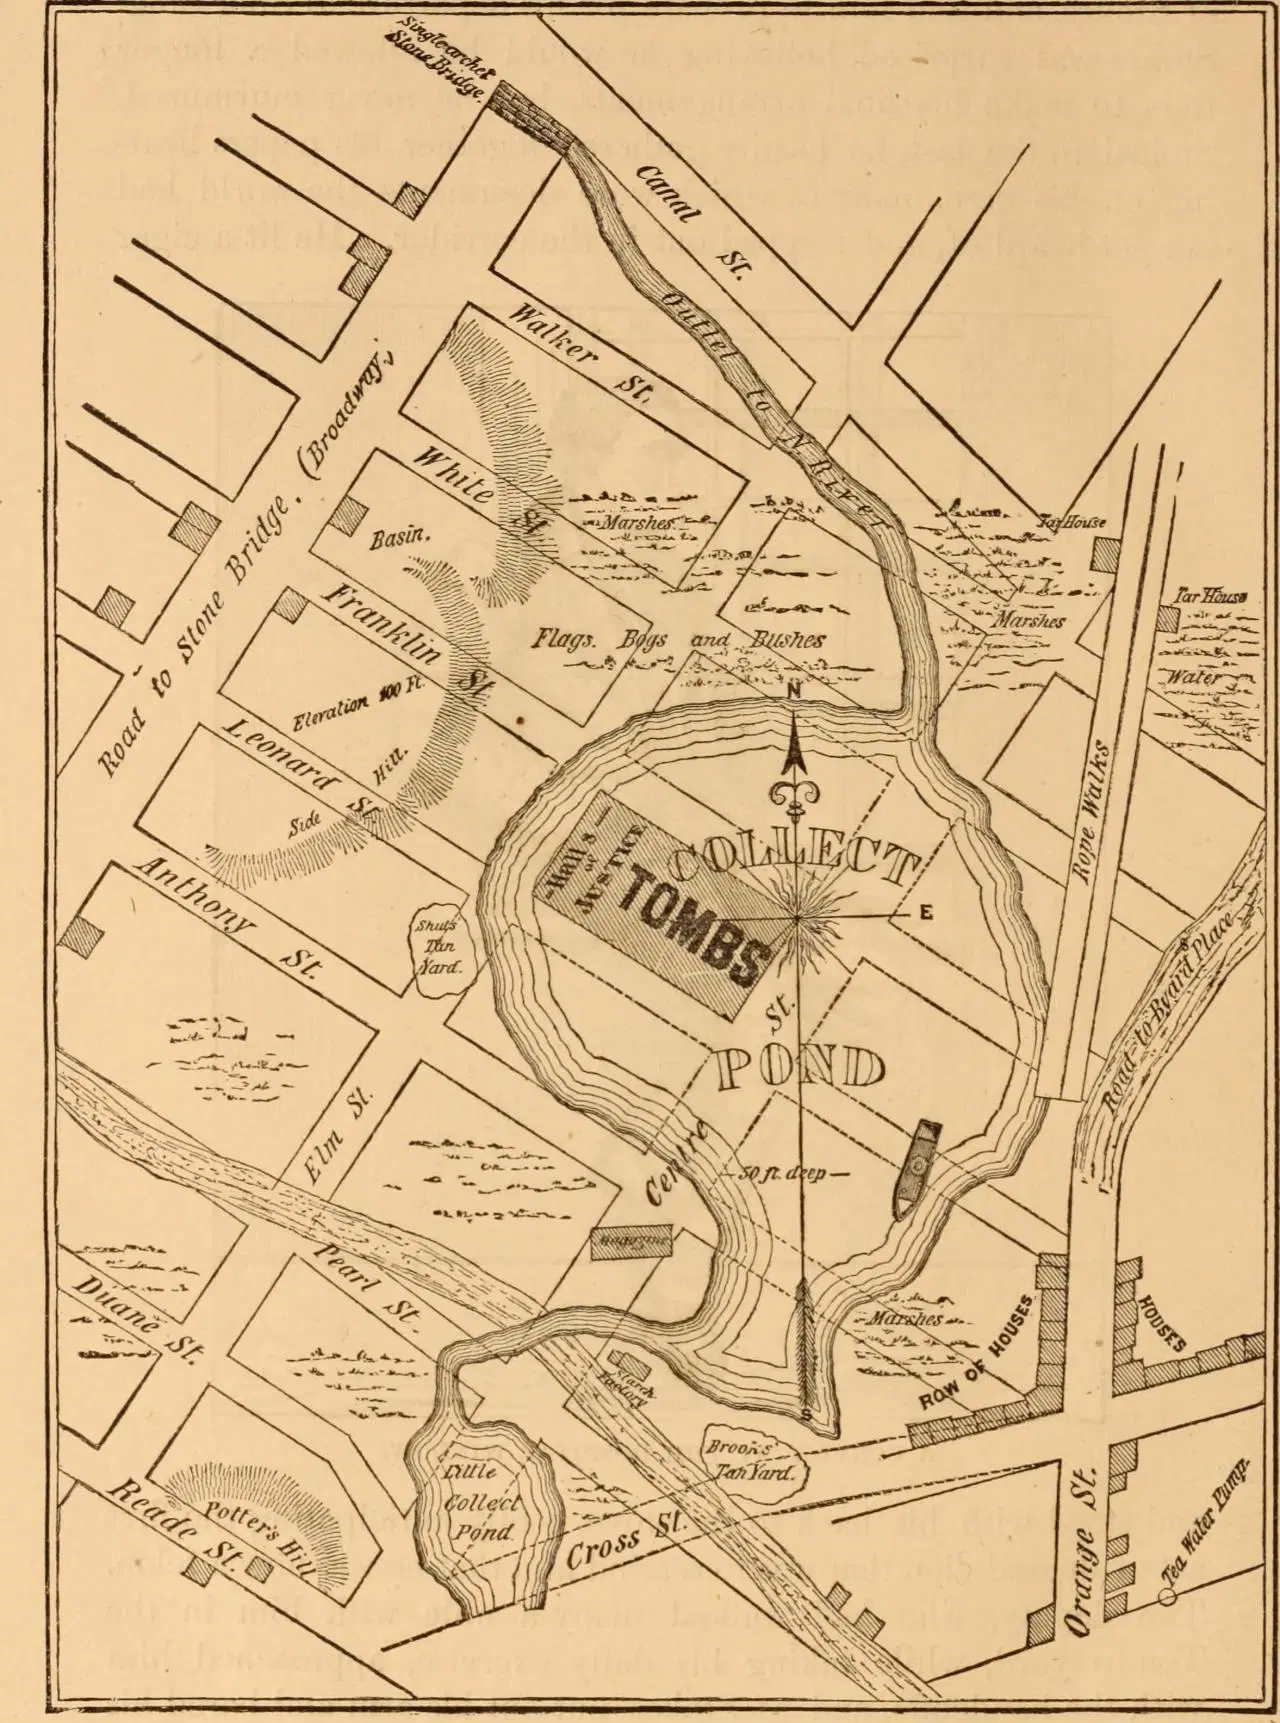 Single arched
Stone Bridge.
Canal St.
Outlet to N River
Walker St.
Road to Stone Bridge. (Broadway.)
White St
Marshes
Basin.
Tar House
Tar House
Franklin St
Flags. Bogs and Bushes
Marshes
Water
N
Elevation 100 Ft.
Leonard St
Side Hill.
Rope Walks
Halls
of
JUSTICE
TOMBS
COLLECT
E
Anthony St.
Shut's
Tan
Yard.
Road to Byard's Place
St.
POND
Elm St.
Centre
50 ft. deep
Magazine
Pearl St.
Duane St.
Marshes
ROW OF HOUSES
HOUSES
Starch
Factory
S
Brooks'
Tan Yard.
Little
Collect
Pond.
Potter's Hill
Reade St.
Cross St.
Orange St.
Tea Water Pump.